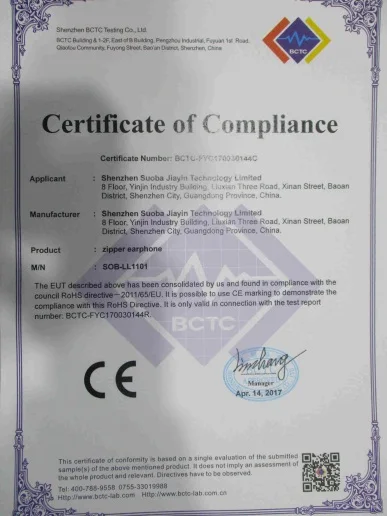 Shenzhen BCTC Testing Co., Ltd.
BCTC Building & 1-2F, East of B Building, Pengzhou Industrial, Fuyuan 1st. Road,
Qiaotou Community, Fuyong Street, Bao'an District, Shenzhen, China
BCTC
Certificate of Compliance
Certificate Number: BCTC-FYC170030144C
Applicant : Shenzhen Suoba Jiayin Technology Limited
8 Floor, Yinjin Industry Building, Liuxian Three Road, Xinan Street, Baoan
District, Shenzhen City, Guangdong Province, China.
Manufacturer : Shenzhen Suoba Jiayin Technology Limited
8 Floor, Yinjin Industry Building, Liuxian Three Road, Xinan Street, Baoan
District, Shenzhen City, Guangdong Province, China.
Product : zipper earphone
M/N : SOB-LL1101
The EUT described above has been consolidated by us and found in compliance with the
council RoHS directive – 2011/65/EU. It is possible to use CE marking to demonstrate the
compliance with this RoHS Directive. It is only valid in connection with the test report
number: BCTC-FYC170030144R.
BCTC
CE
Manager
Apr. 14, 2017
This certificate of conformity is based on a single evaluation of the submitted
sample(s) of the above mentioned product. It does not imply an assessment of
the whole product and relevant. Directives have to be observed.
Tel: 400-788-9558 0755-33019988
Http://www.bctc-lab.com Http://www.bctc-lab.com.cn